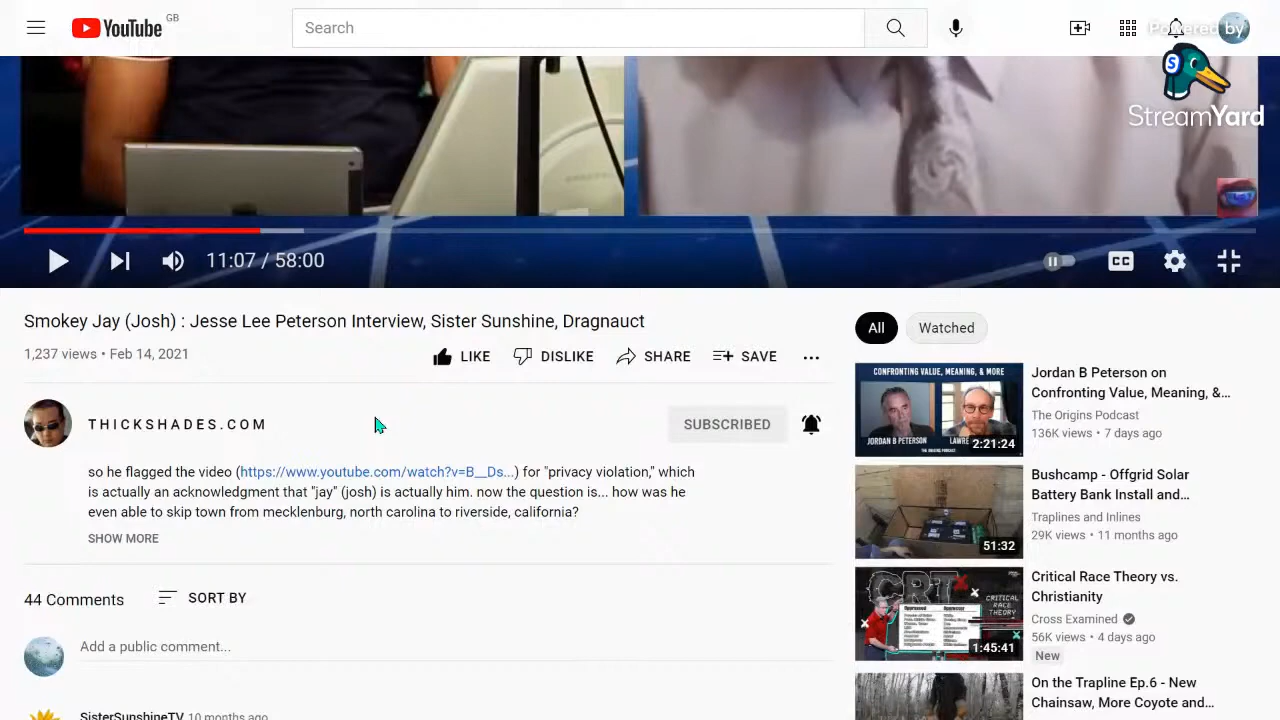 YouTube GB
Search
Powered by
StreamYard
11:07 / 58:00
CC
Smokey Jay (Josh) : Jesse Lee Peterson Interview, Sister Sunshine, Dragnauct
1,237 views • Feb 14, 2021
LIKE DISLIKE SHARE SAVE
THICKSHADES.COM
SUBSCRIBED
so he flagged the video (https://www.youtube.com/watch?v=B__Ds...) for "privacy violation," which
is actually an acknowledgment that "jay" (josh) is actually him. now the question is... how was he
even able to skip town from mecklenburg, north carolina to riverside, california?
SHOW MORE
44 Comments SORT BY
Add a public comment...
SisterSunshineTV 10 months ago
All Watched
CONFRONTING VALUE, MEANING, & MORE
JORDAN B PETERSON
2:21:24
Jordan B Peterson on
Confronting Value, Meaning, &...
The Origins Podcast
136K views • 7 days ago
51:32
Bushcamp - Offgrid Solar
Battery Bank Install and...
Traplines and Inlines
29K views • 11 months ago
CRT
CRITICAL
RACE
THEORY
1:45:41
Critical Race Theory vs.
Christianity
Cross Examined
56K views • 4 days ago
New
On the Trapline Ep.6 - New
Chainsaw, More Coyote and...